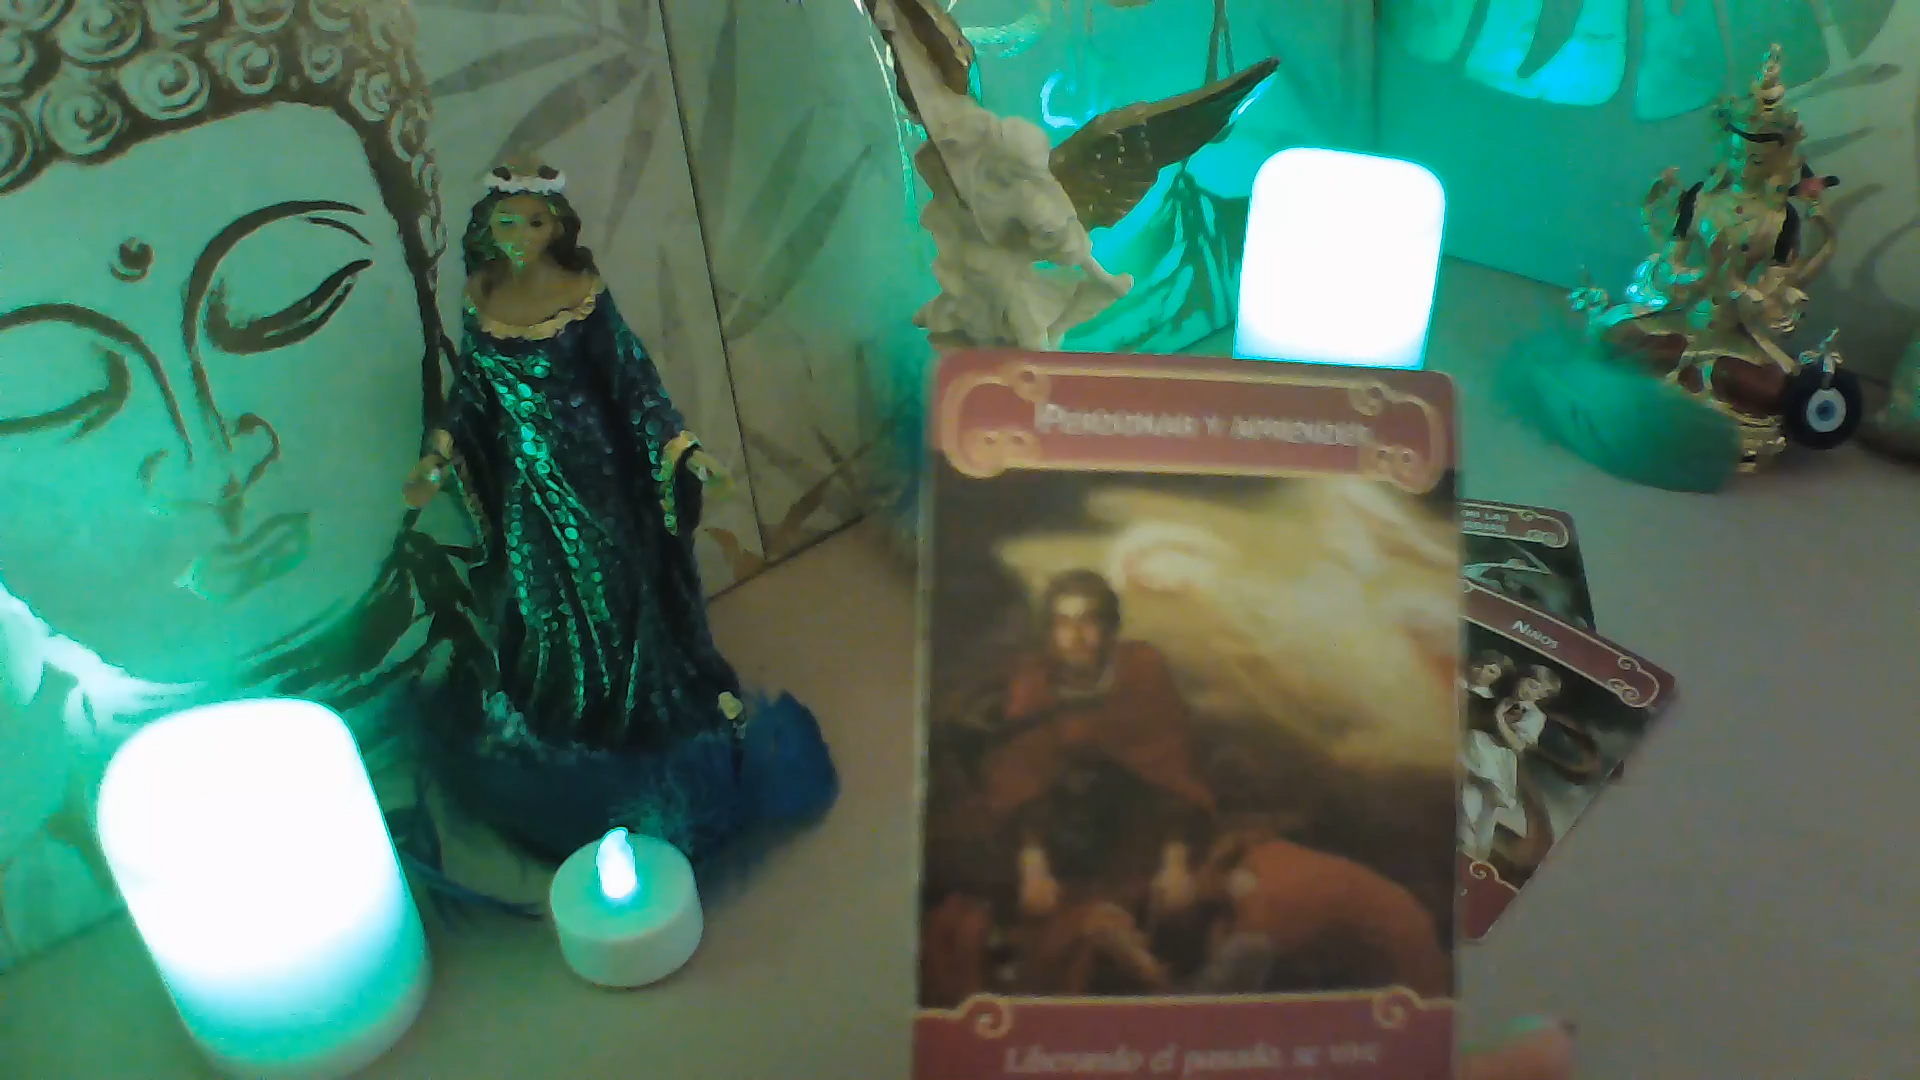 Perdonar y aprender
Liberando el pasado, se vive
Niños